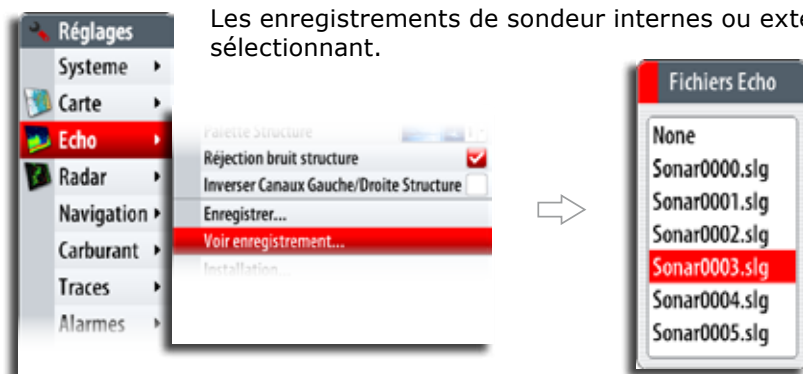 Les enregistrements de sondeur internes ou
sélectionnant.
Réglages
Systeme
Carte
Echo
Radar
Navigation
Carburant
Traces
Alarmes
Palette Structure
Réjection bruit structure
Inverser Canaux Gauche/Droite Structure
Enregistrer...
Voir enregistrement...
Installation...
Fichiers Echo
None
Sonar0000.slg
Sonar0001.slg
Sonar0002.slg
Sonar0003.slg
Sonar0004.slg
Sonar0005.slg